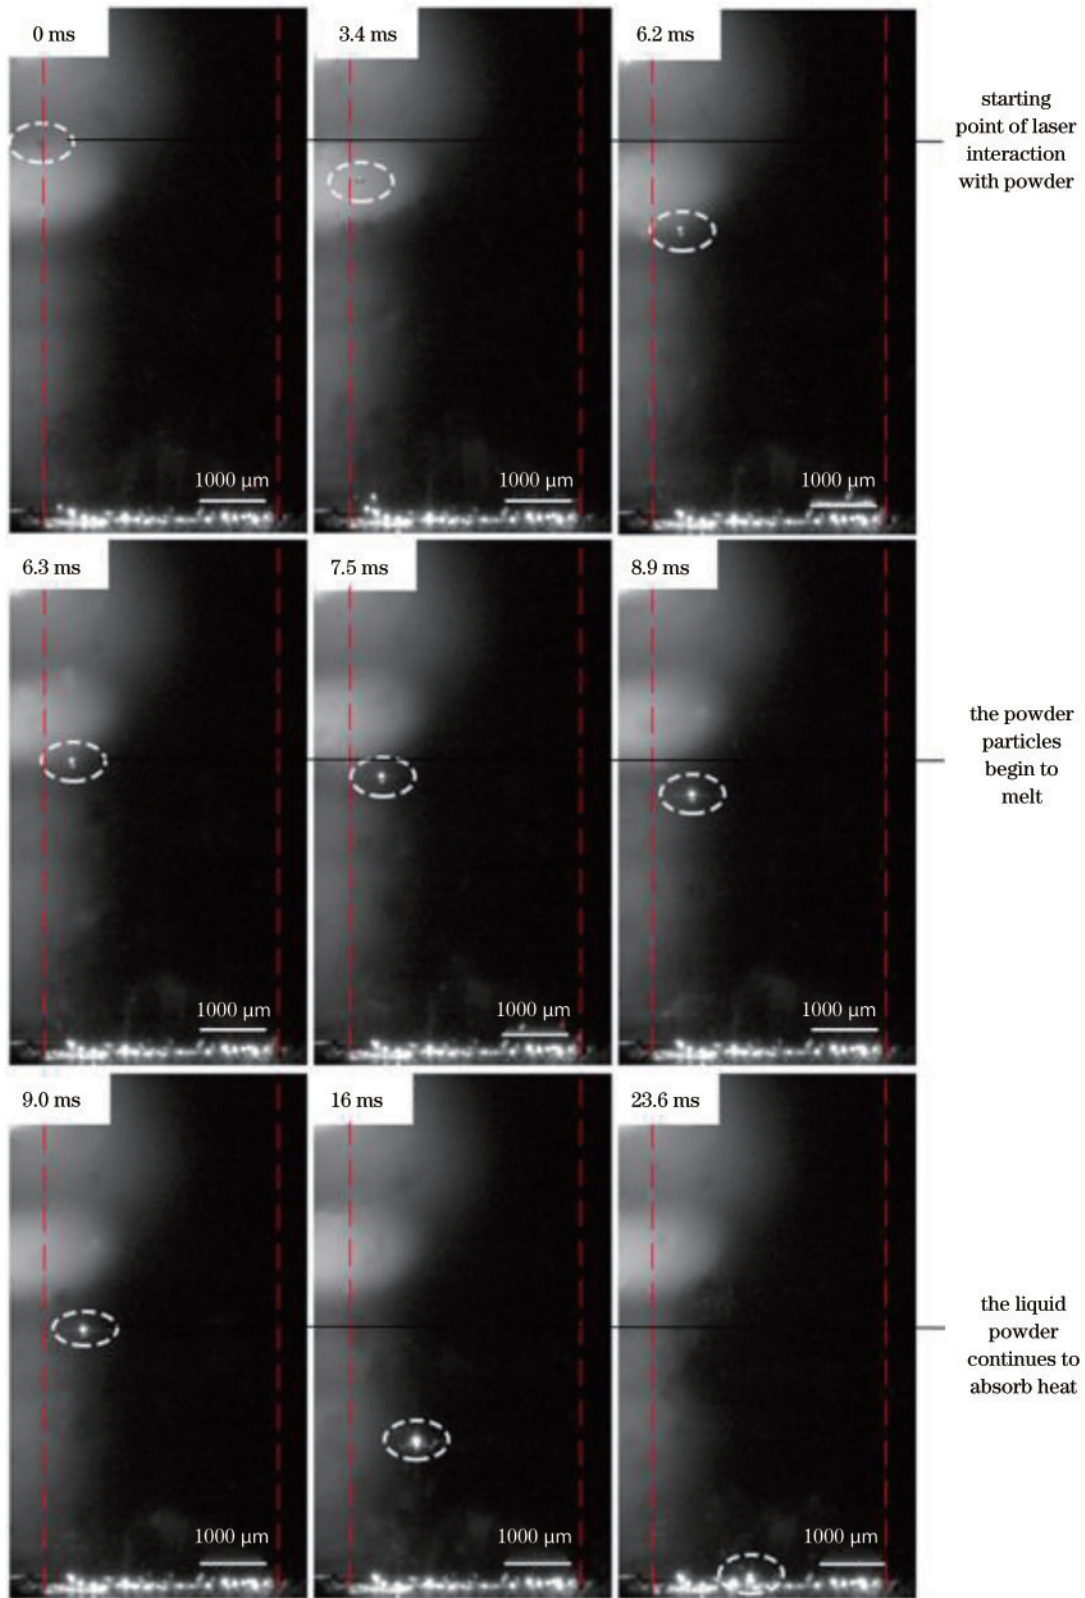 0 ms
3.4 ms
6.2 ms
starting
point of laser
interaction
with powder
1000 μm
1000 μm
1000 μm
6.3 ms
7.5 ms
8.9 ms
the powder
particles
begin to
melt
1000 μm
1000 μm
1000 μm
9.0 ms
16 ms
23.6 ms
the liquid
powder
continues to
absorb heat
1000 μm
1000 μm
1000 μm